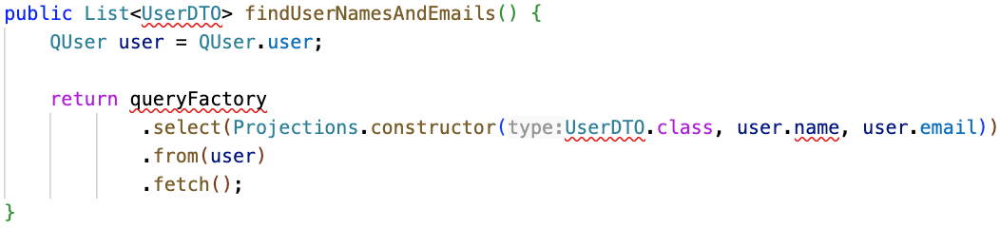 public List<UserDTO> findUserNamesAndEmails() {
    QUser user = QUser.user;

    return queryFactory
            .select(Projections.constructor(type:UserDTO.class, user.name, user.email))
            .from(user)
            .fetch();
}